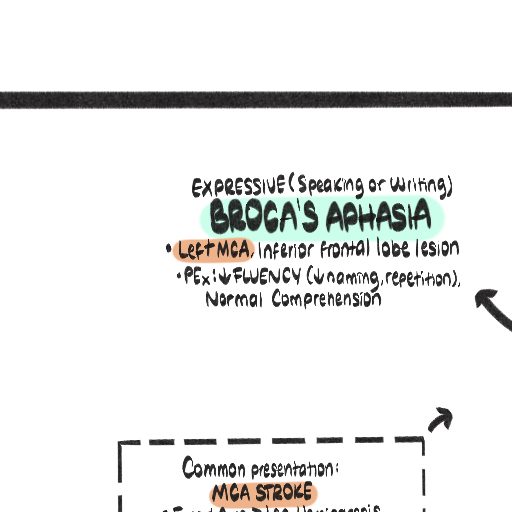 EXPRESSIVE (Speaking or Writing)
BROCA'S APHASIA
• Left MCA, Inferior frontal lobe lesion
• PEx: ↓ FLUENCY (↓ naming, repetition),
Normal Comprehension
Common presentation:
MCA STROKE